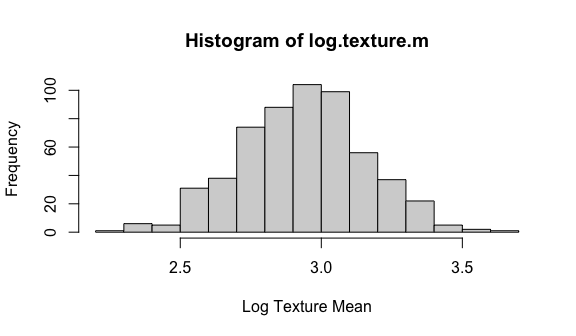 Histogram of log.texture.m
Frequency
100
60
20
0
2.5 3.0 3.5
Log Texture Mean